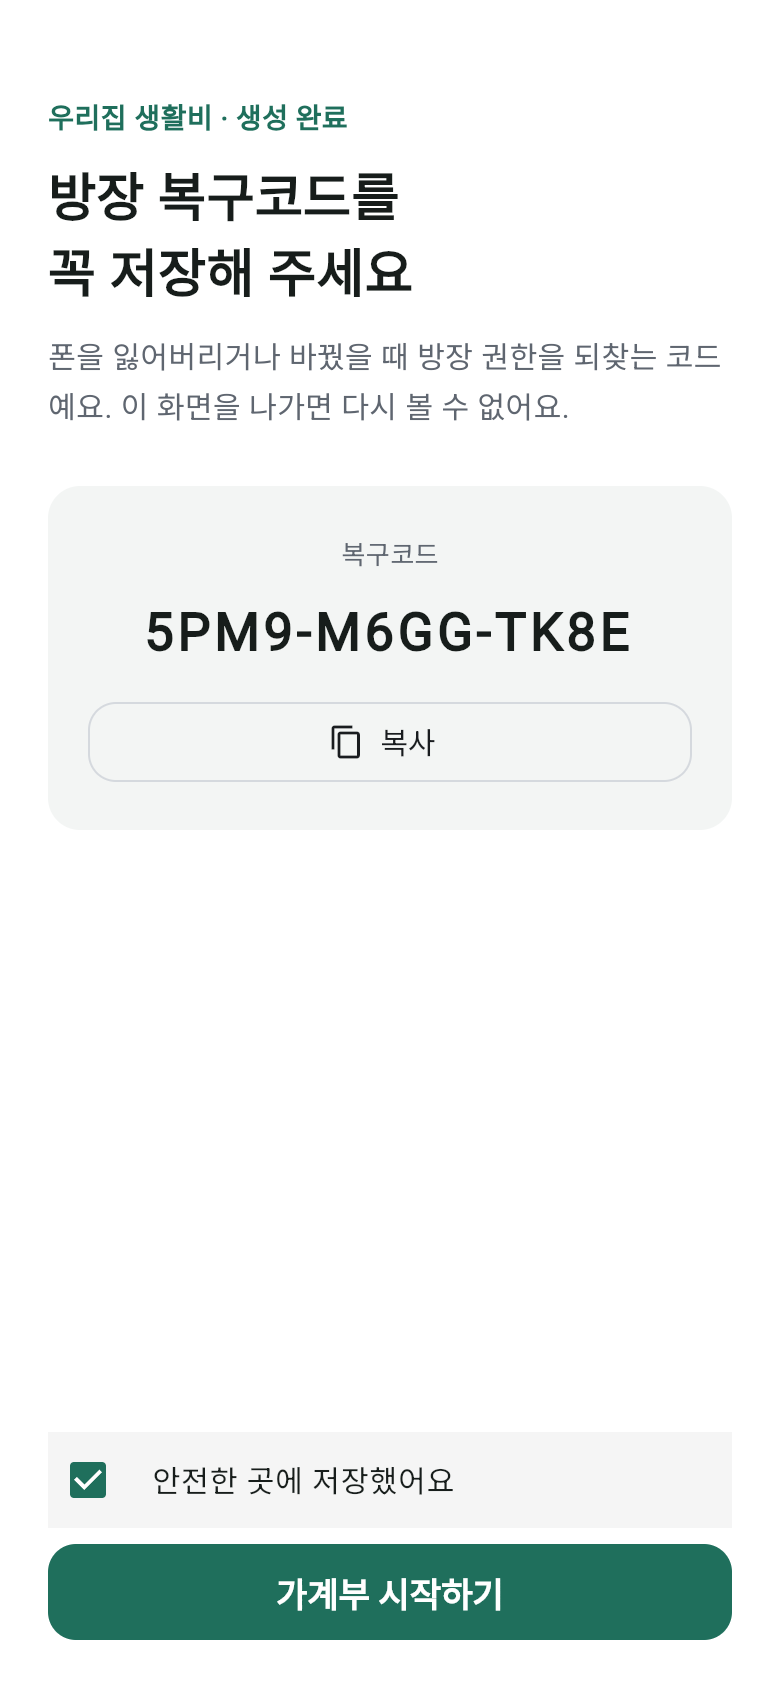 우리집 생활비 · 생성 완료
방장 복구코드를
꼭 저장해 주세요
폰을 잃어버리거나 바꿨을 때 방장 권한을 되찾는 코드
예요. 이 화면을 나가면 다시 볼 수 없어요.
복구코드
5PM9-M6GG-TK8E
복사
안전한 곳에 저장했어요
가계부 시작하기